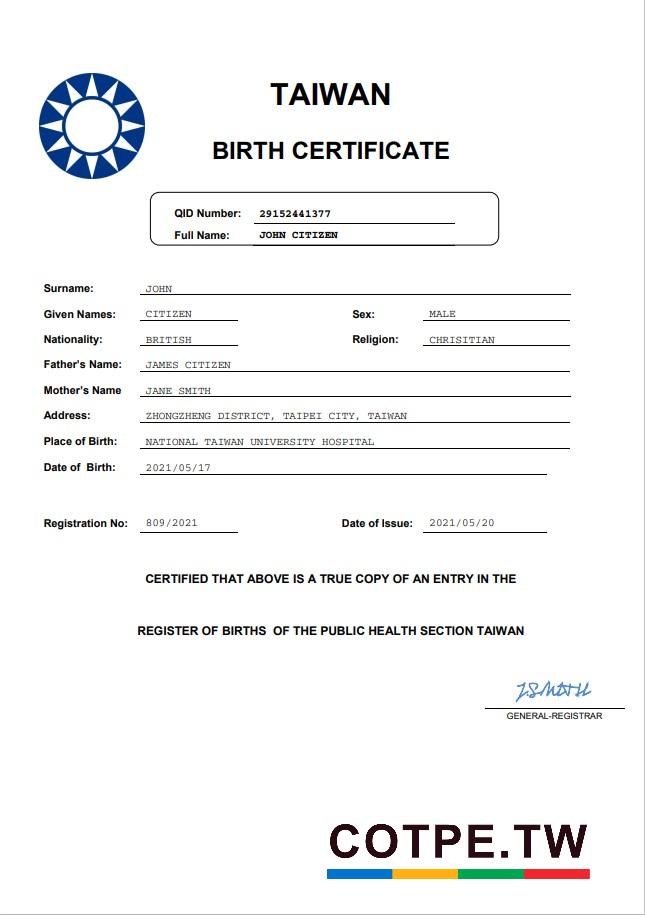 TAIWAN
BIRTH CERTIFICATE
QID Number: 29152441377
Full Name: JOHN CITIZEN
Surname: JOHN
Given Names: CITIZEN Sex: MALE
Nationality: BRITISH Religion: CHRISITIAN
Father's Name: JAMES CITIZEN
Mother's Name JANE SMITH
Address: ZHONGZHENG DISTRICT, TAIPEI CITY, TAIWAN
Place of Birth: NATIONAL TAIWAN UNIVERSITY HOSPITAL
Date of Birth: 2021/05/17
Registration No: 809/2021 Date of Issue: 2021/05/20
CERTIFIED THAT ABOVE IS A TRUE COPY OF AN ENTRY IN THE
REGISTER OF BIRTHS OF THE PUBLIC HEALTH SECTION TAIWAN
J.SMITH
GENERAL-REGISTRAR
COTPE.TW